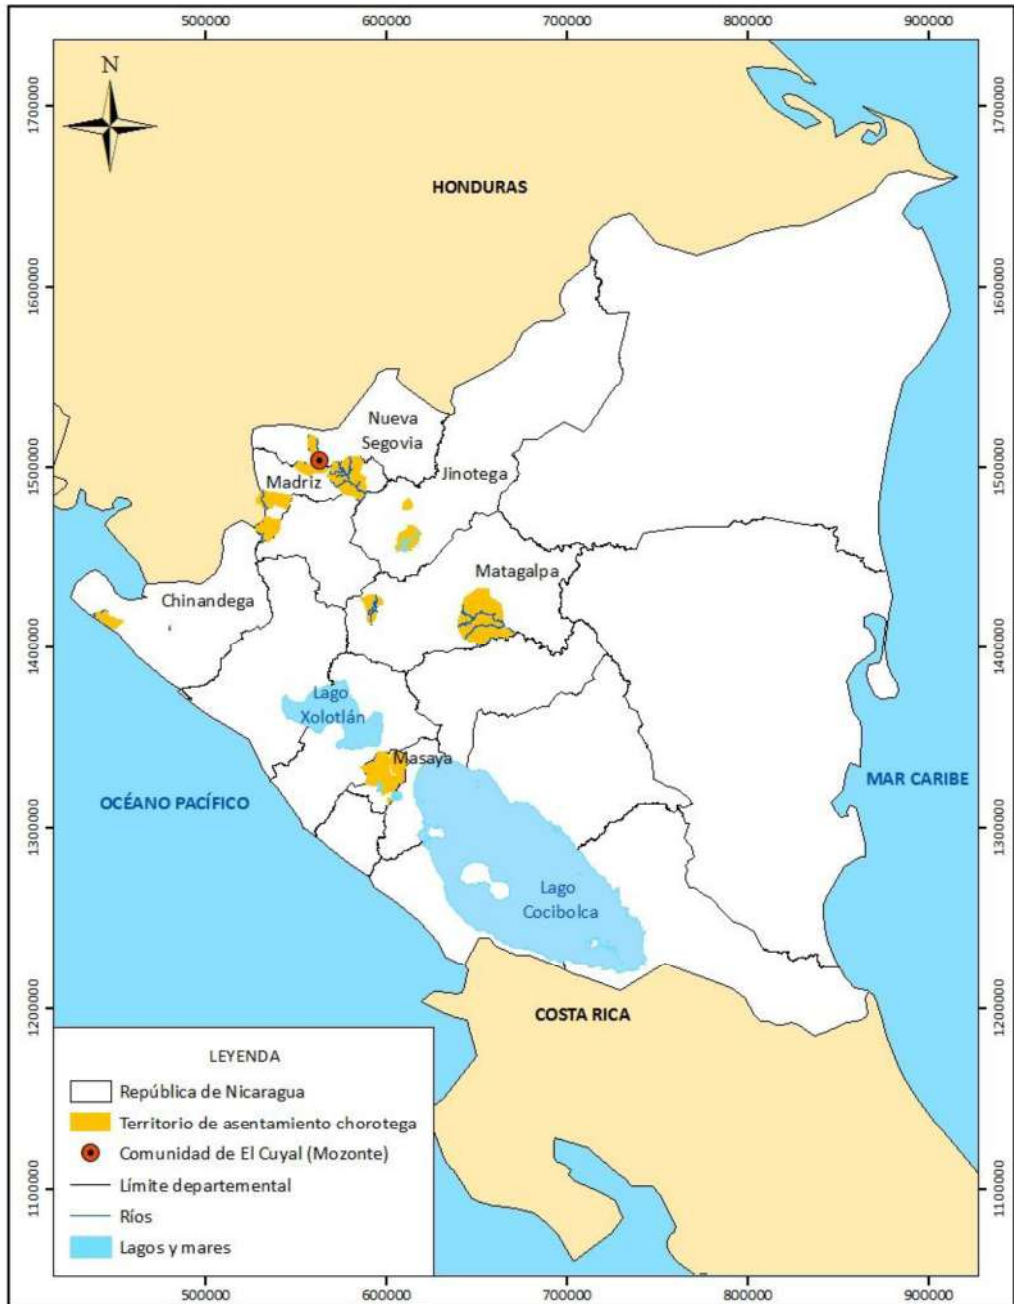 500000 600000 700000 800000 900000
N
1700000 1700000
HONDURAS
1600000 1600000
Nueva
Segovia
1500000 1500000
Jinotega
Madriz
Matagalpa
Chinandega
1400000 1400000
Lago
Xolotlán
Masaya
MAR CARIBE
OCÉANO PACÍFICO
1300000 1300000
Lago
Cocibolca
1200000 1200000
COSTA RICA
LEYENDA
República de Nicaragua
Territorio de asentamiento chorotega
Comunidad de El Cuyal (Mozonte)
Límite departemental
Ríos
Lagos y mares
1100000 1100000
500000 600000 700000 800000 900000